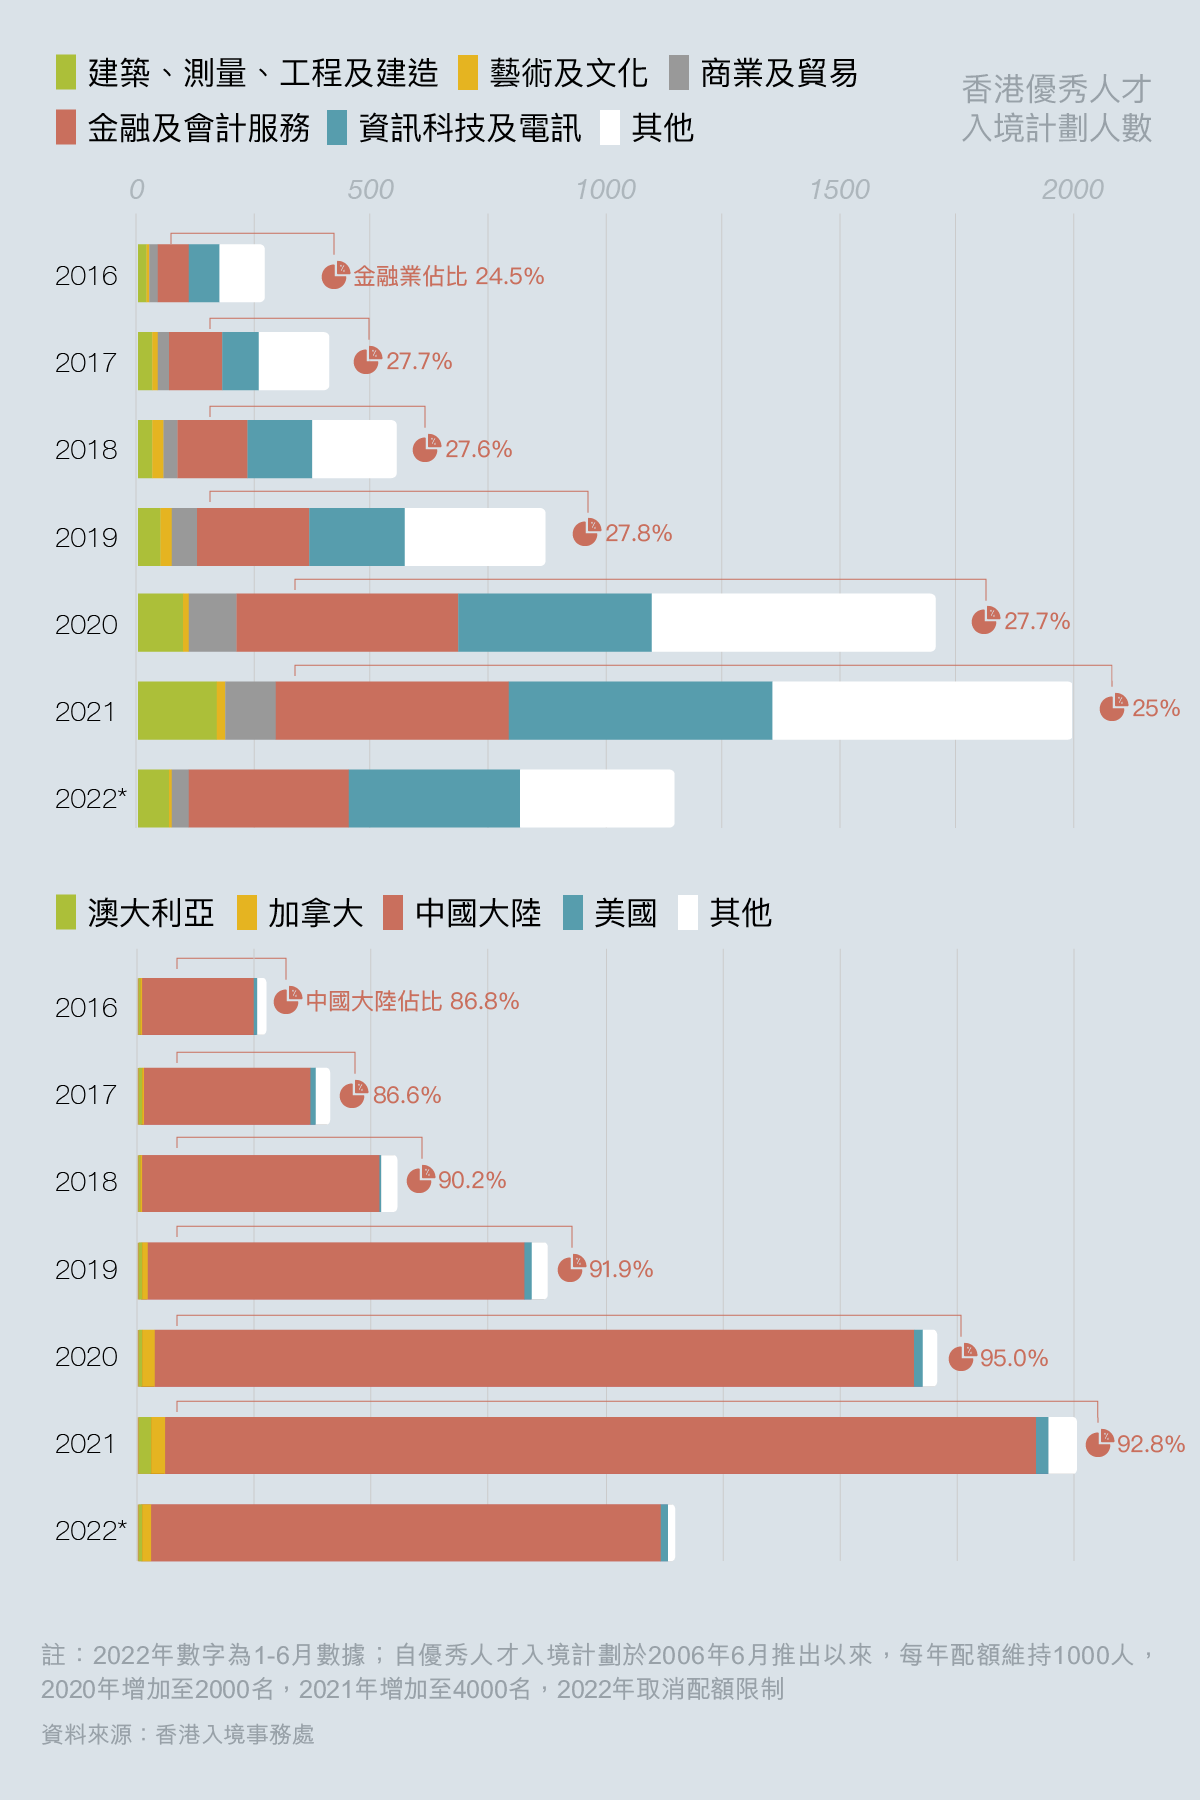 建築、測量、工程及建造 藝術及文化 商業及貿易
金融及會計服務 資訊科技及電訊 其他
香港優秀人才
入境計劃人數
0 500 1000 1500 2000
2016 金融業佔比 24.5%
2017 27.7%
2018 27.6%
2019 27.8%
2020 27.7%
2021 25%
2022*
澳大利亞 加拿大 中國大陸 美國 其他
2016 中國大陸佔比 86.8%
2017 86.6%
2018 90.2%
2019 91.9%
2020 95.0%
2021 92.8%
2022*
註：2022年數字為1-6月數據；自優秀人才入境計劃於2006年6月推出以來，每年配額維持1000人，
2020年增加至2000名，2021年增加至4000名，2022年取消配額限制
資料來源：香港入境事務處